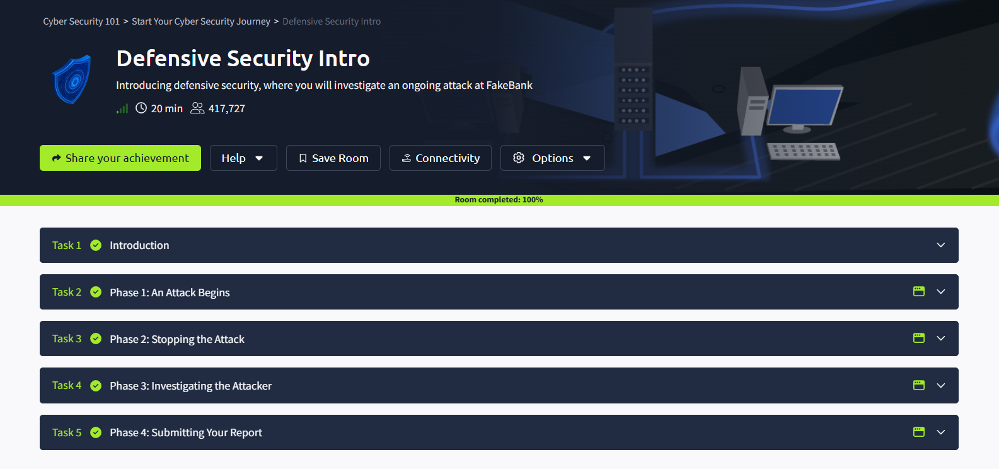 Cyber Security 101 > Start Your Cyber Security Journey > Defensive Security Intro
Defensive Security Intro
Introducing defensive security, where you will investigate an ongoing attack at FakeBank
20 min 417,727
Share your achievement Help Save Room Connectivity Options
Room completed: 100%
Task 1 Introduction
Task 2 Phase 1: An Attack Begins
Task 3 Phase 2: Stopping the Attack
Task 4 Phase 3: Investigating the Attacker
Task 5 Phase 4: Submitting Your Report